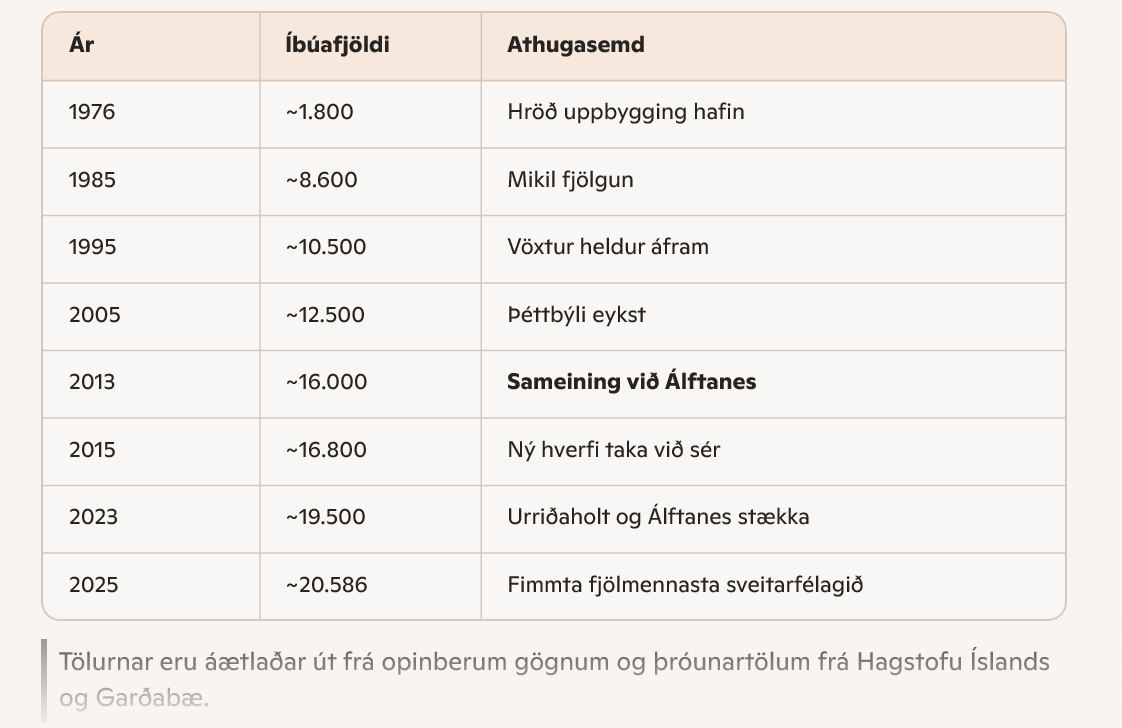 Ár Íbúafjöldi Athugasemd
1976 ~1.800 Hröð uppbygging hafin
1985 ~8.600 Mikil fjölgun
1995 ~10.500 Vöxtur heldur áfram
2005 ~12.500 Þéttbýli eykst
2013 ~16.000 Sameining við Álftanes
2015 ~16.800 Ný hverfi taka við sér
2023 ~19.500 Urriðaholt og Álftanes stækka
2025 ~20.586 Fimmta fjölmennasta sveitarfélagið
Tölurnar eru áætlaðar út frá opinberum gögnum og þróunartölum frá Hagstofu Íslands
og Garðabæ.